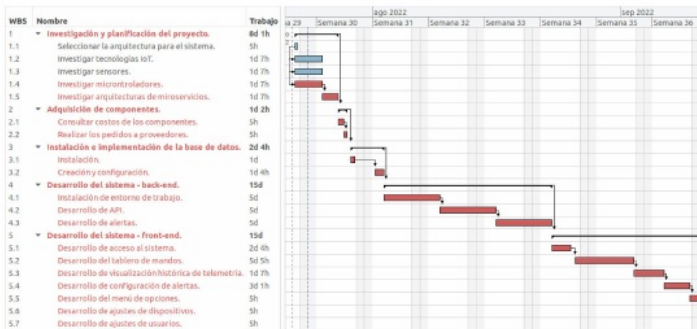 ago 2022 sep 2022
WBS Nombre Trabajo a 29 Semana 30 Semana 31 Semana 32 Semana 33 Semana 34 Semana 35 Semana 36
1 Investigación y planificación del proyecto. 8d 1h
1.1 Seleccionar la arquitectura para el sistema. 5h
1.2 Investigar tecnologías IoT. 1d 7h
1.3 Investigar sensores. 1d 7h
1.4 Investigar microntroladores. 1d 7h
1.5 Investigar arquitecturas de miroservicios. 1d 7h
2 Adquisición de componentes. 1d 2h
2.1 Consulter costos de los componentes. 5h
2.2 Realizar los pedidos a proveedores. 5h
3 Instalación e implementación de la base de datos. 2d 4h
3.1 Instalación. 1d
3.2 Creación y configuración. 1d 4h
4 Desarrollo del sistema - back-end. 15d
4.1 Instalación de entorno de trabajo. 5d
4.2 Desarrollo de API. 5d
4.3 Desarrollo de alertas. 5d
5 Desarrollo del sistema - front-end. 15d
5.1 Desarrollo de acceso al sistema. 2d 4h
5.2 Desarrollo del tablero de mandos. 5d 5h
5.3 Desarrollo de visualización histórica de telemetría. 1d 7h
5.4 Desarrollo de configuración de alertas. 3d 1h
5.5 Desarrollo del menú de opciones. 5h
5.6 Desarrollo de ajustes de dispositivos. 5h
5.7 Desarrollo de ajustes de usuarios. 5h